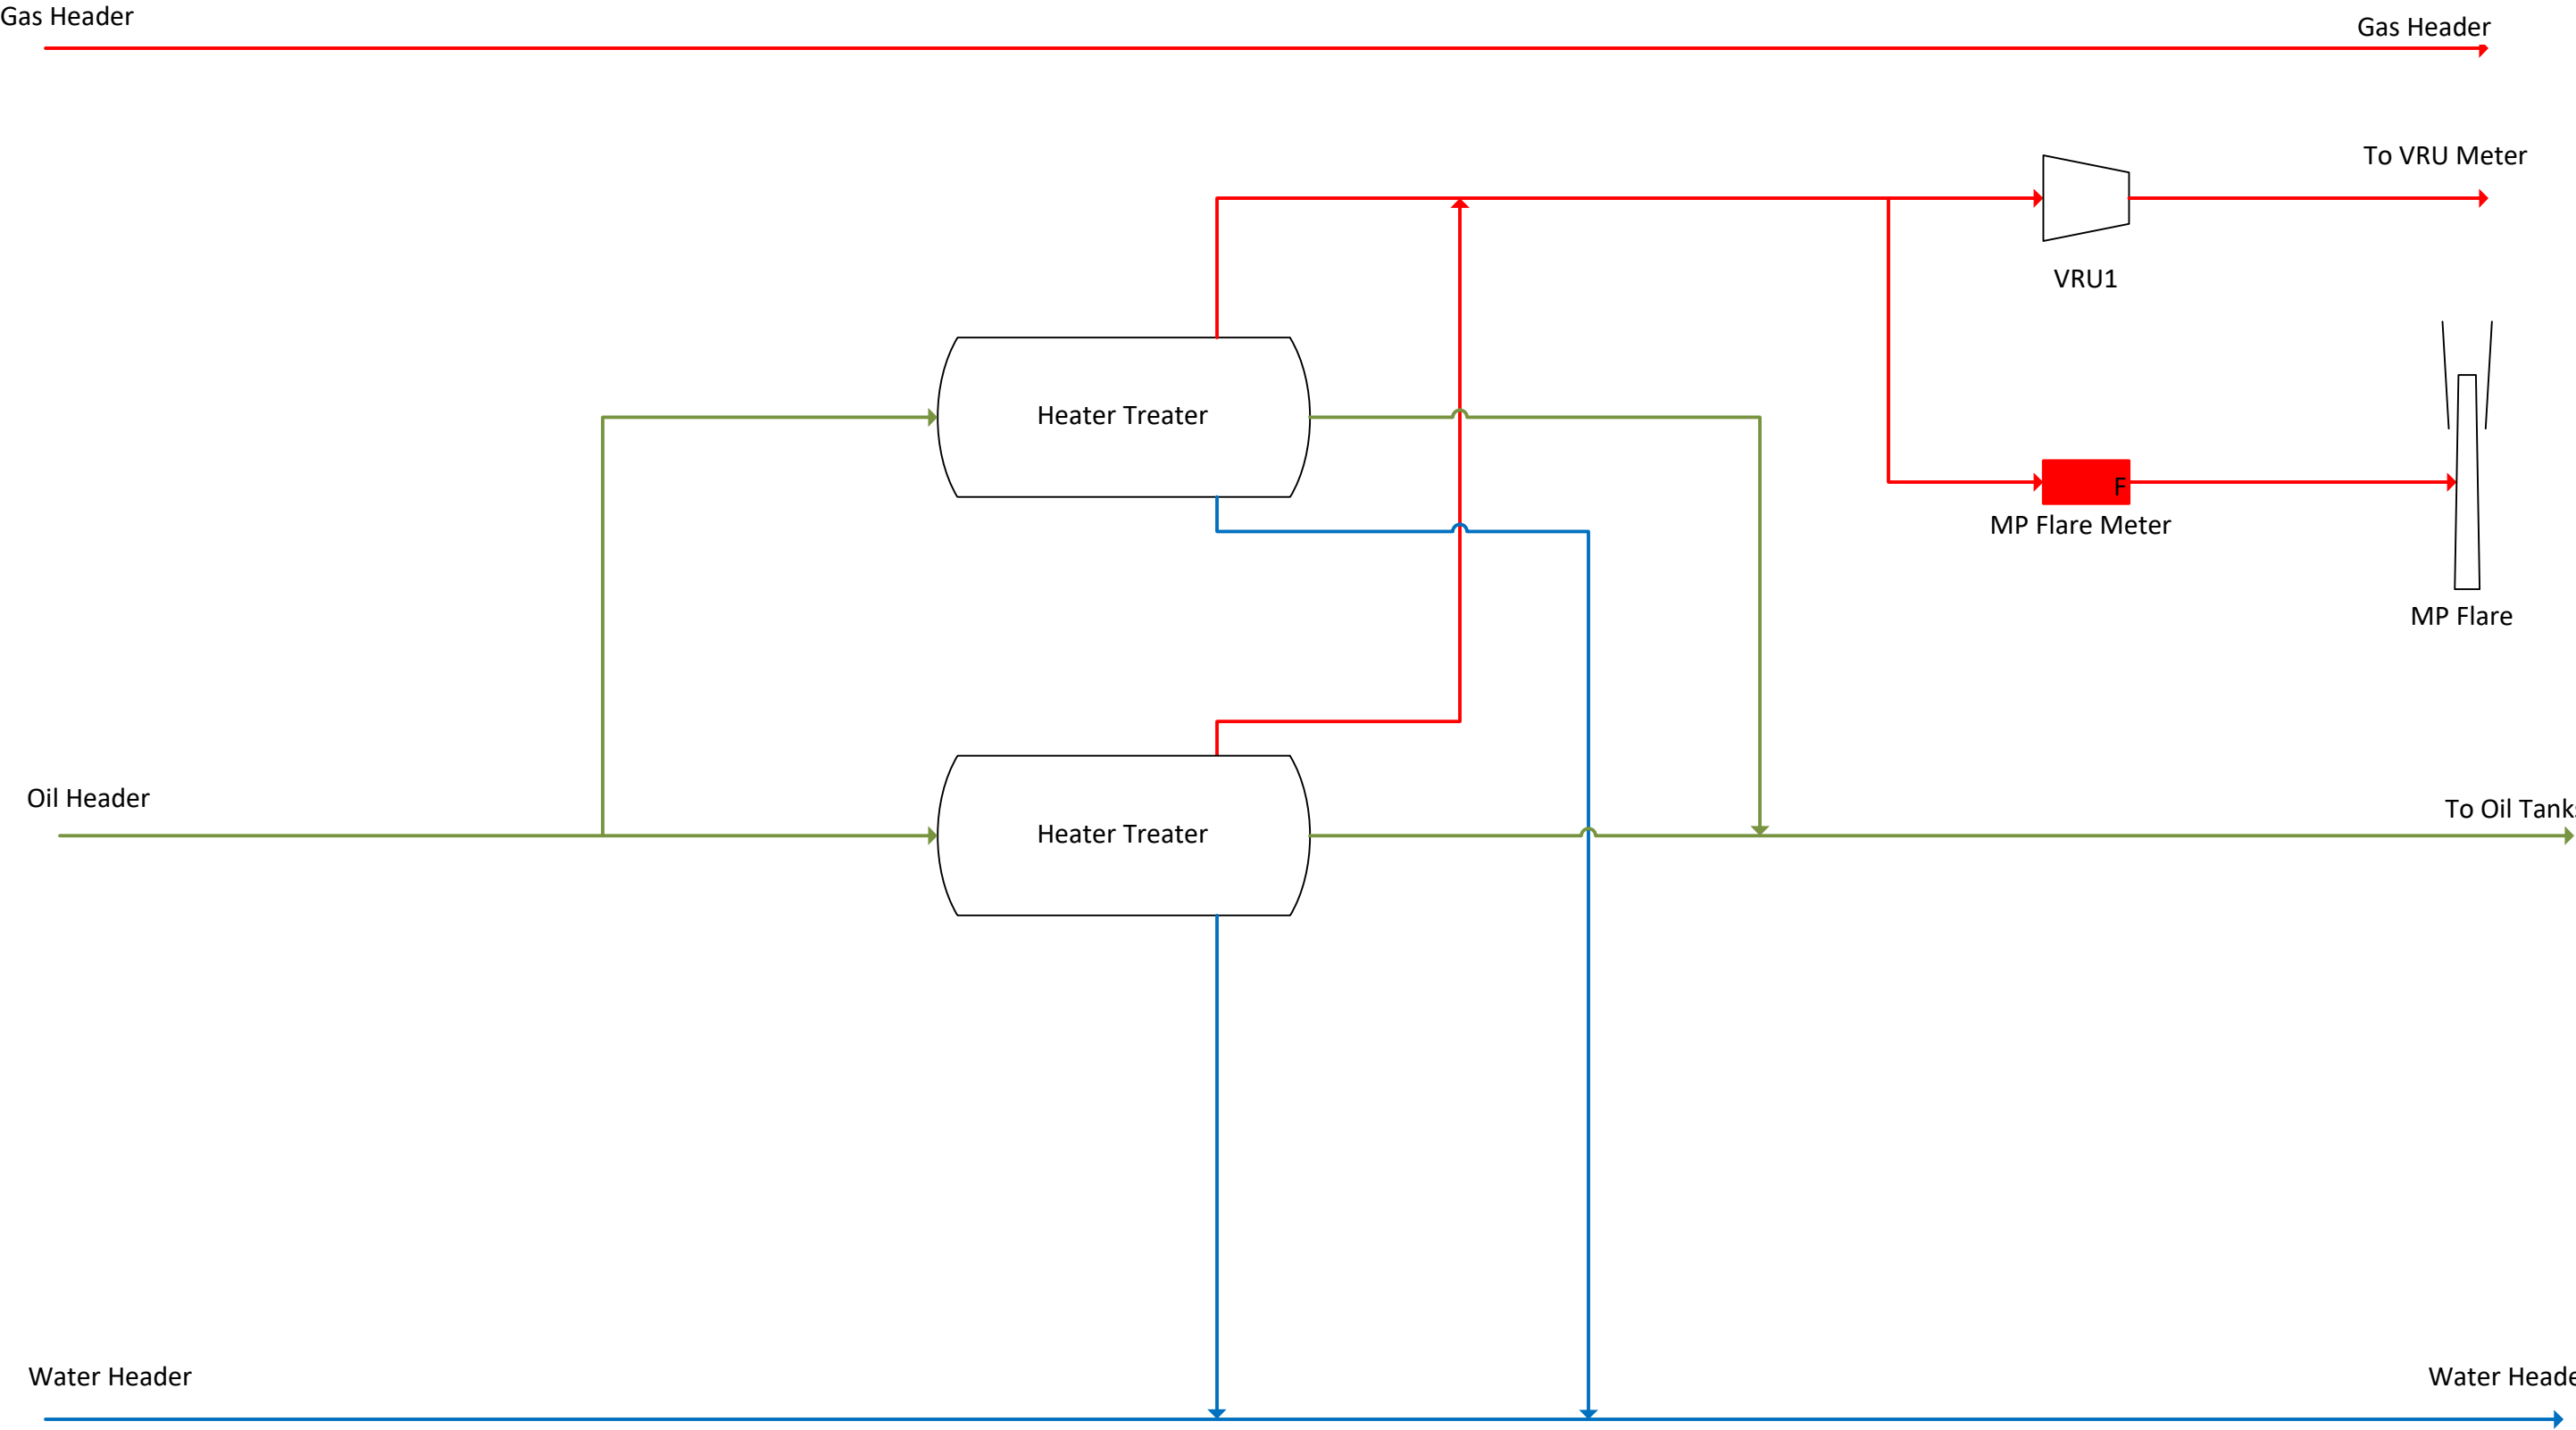 Gas Header
Gas Header
To VRU Meter
VRU1
Heater Treater
F
MP Flare Meter
MP Flare
Oil Header
To Oil Tanks
Heater Treater
Water Header
Water Heade